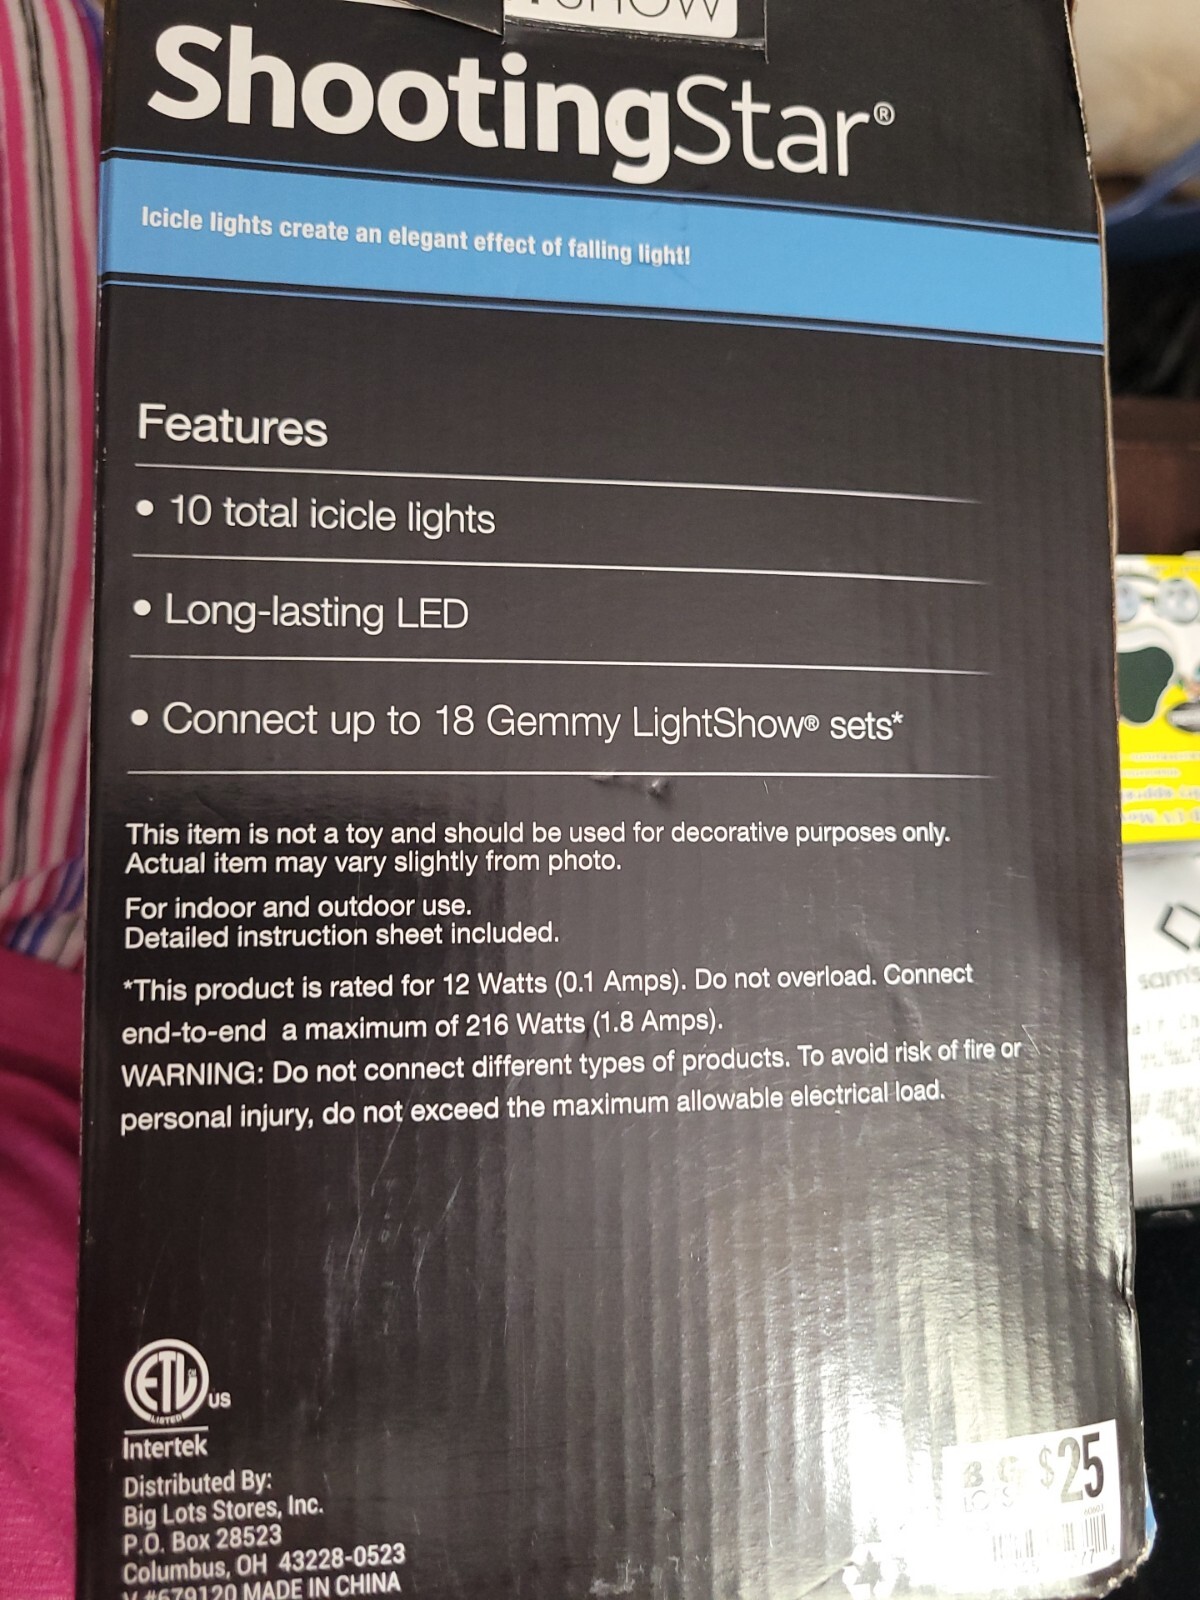 SHOW
ShootingStar®
Icicle lights create an elegant effect of falling light!
Features
• 10 total icicle lights
• Long-lasting LED
• Connect up to 18 Gemmy LightShow® sets*
This item is not a toy and should be used for decorative purposes only.
Actual item may vary slightly from photo.
For indoor and outdoor use.
Detailed instruction sheet included.
*This product is rated for 12 Watts (0.1 Amps). Do not overload. Connect
end-to-end a maximum of 216 Watts (1.8 Amps).
WARNING: Do not connect different types of products. To avoid risk of fire or
personal injury, do not exceed the maximum allowable electrical load.
ETL
LISTED
US
Intertek
Distributed By:
Big Lots Stores, Inc.
P.O. Box 28523
Columbus, OH 43228-0523
V #679120 MADE IN CHINA
BIG
LOTS
$25